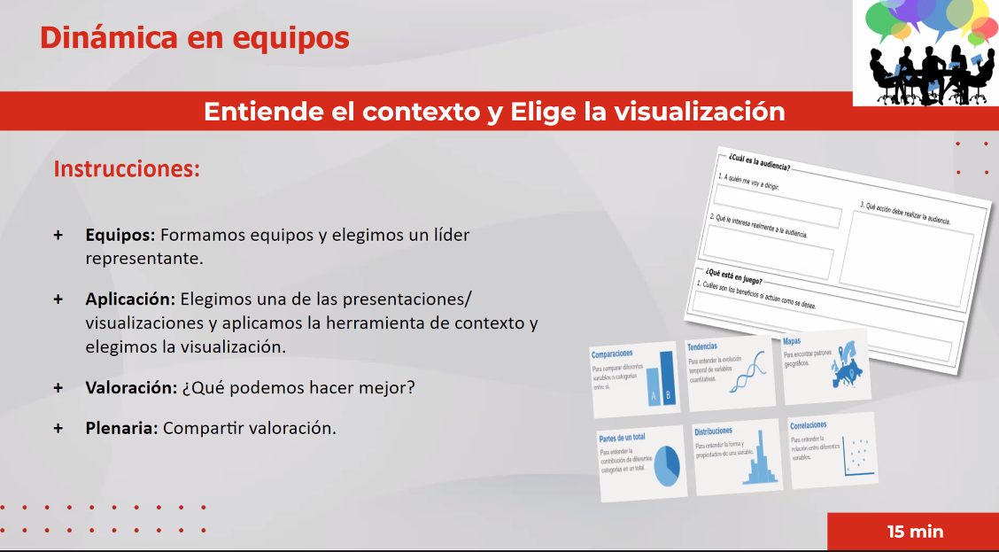 Dinámica en equipos
Entiende el contexto y Elige la visualización
Instrucciones:
+ Equipos: Formamos equipos y elegimos un líder
representante.
+ Aplicación: Elegimos una de las presentaciones/
visualizaciones y aplicamos la herramienta de contexto y
elegimos la visualización.
+ Valoración: ¿Qué podemos hacer mejor?
+ Plenaria: Compartir valoración.
¿Cuál es la audiencia?
1. A quién me voy a dirigir.
2. Qué le interesa realmente a la audiencia.
3. Qué acción debe realizar la audiencia.
¿Qué está en juego?
1. Cuáles son los beneficios si actúan como se desea.
Comparaciones
Para comparar diferentes
variables o categorías
entre sí.
A B
Tendencias
Para entender la evolución
temporal de variables
cuantitativas.
Mapas
Para encontrar patrones
geográficos.
Partes de un total
Para entender la
contribución de diferentes
categorías en un total.
Distribuciones
Para entender la forma y
propiedades de una variable.
Correlaciones
Para entender la
relación entre diferentes
variables.
15 min